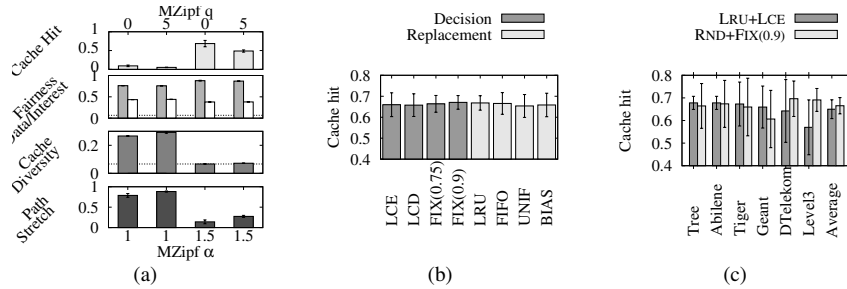 MZipf q
0 5 0 5
Cache Hit
1
0.5
0
Fairness
Data/Interest
1
0.5
0
Cache
Diversity
0.2
0
Path
Stretch
1
0.5
0
1 1 1.5 1.5
MZipf α
(a)
Decision
Replacement
Cache hit
0.8
0.7
0.6
0.5
0.4
LCE
LCD
FIX(0.75)
FIX(0.9)
LRU
FIFO
UNIF
BIAS
(b)
LRU+LCE
RND+FIX(0.9)
Cache hit
0.8
0.7
0.6
0.5
0.4
Tree
Abilene
Tiger
Geant
DTelekom
Level3
Average
(c)